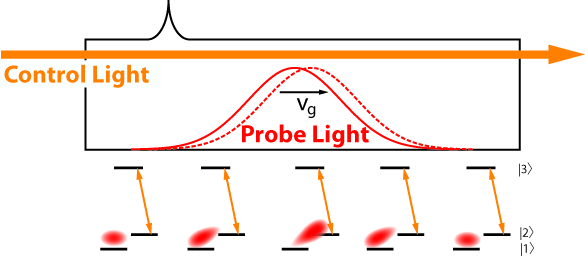 Control Light
v_g
Probe Light
|3⟩
|2⟩
|1⟩